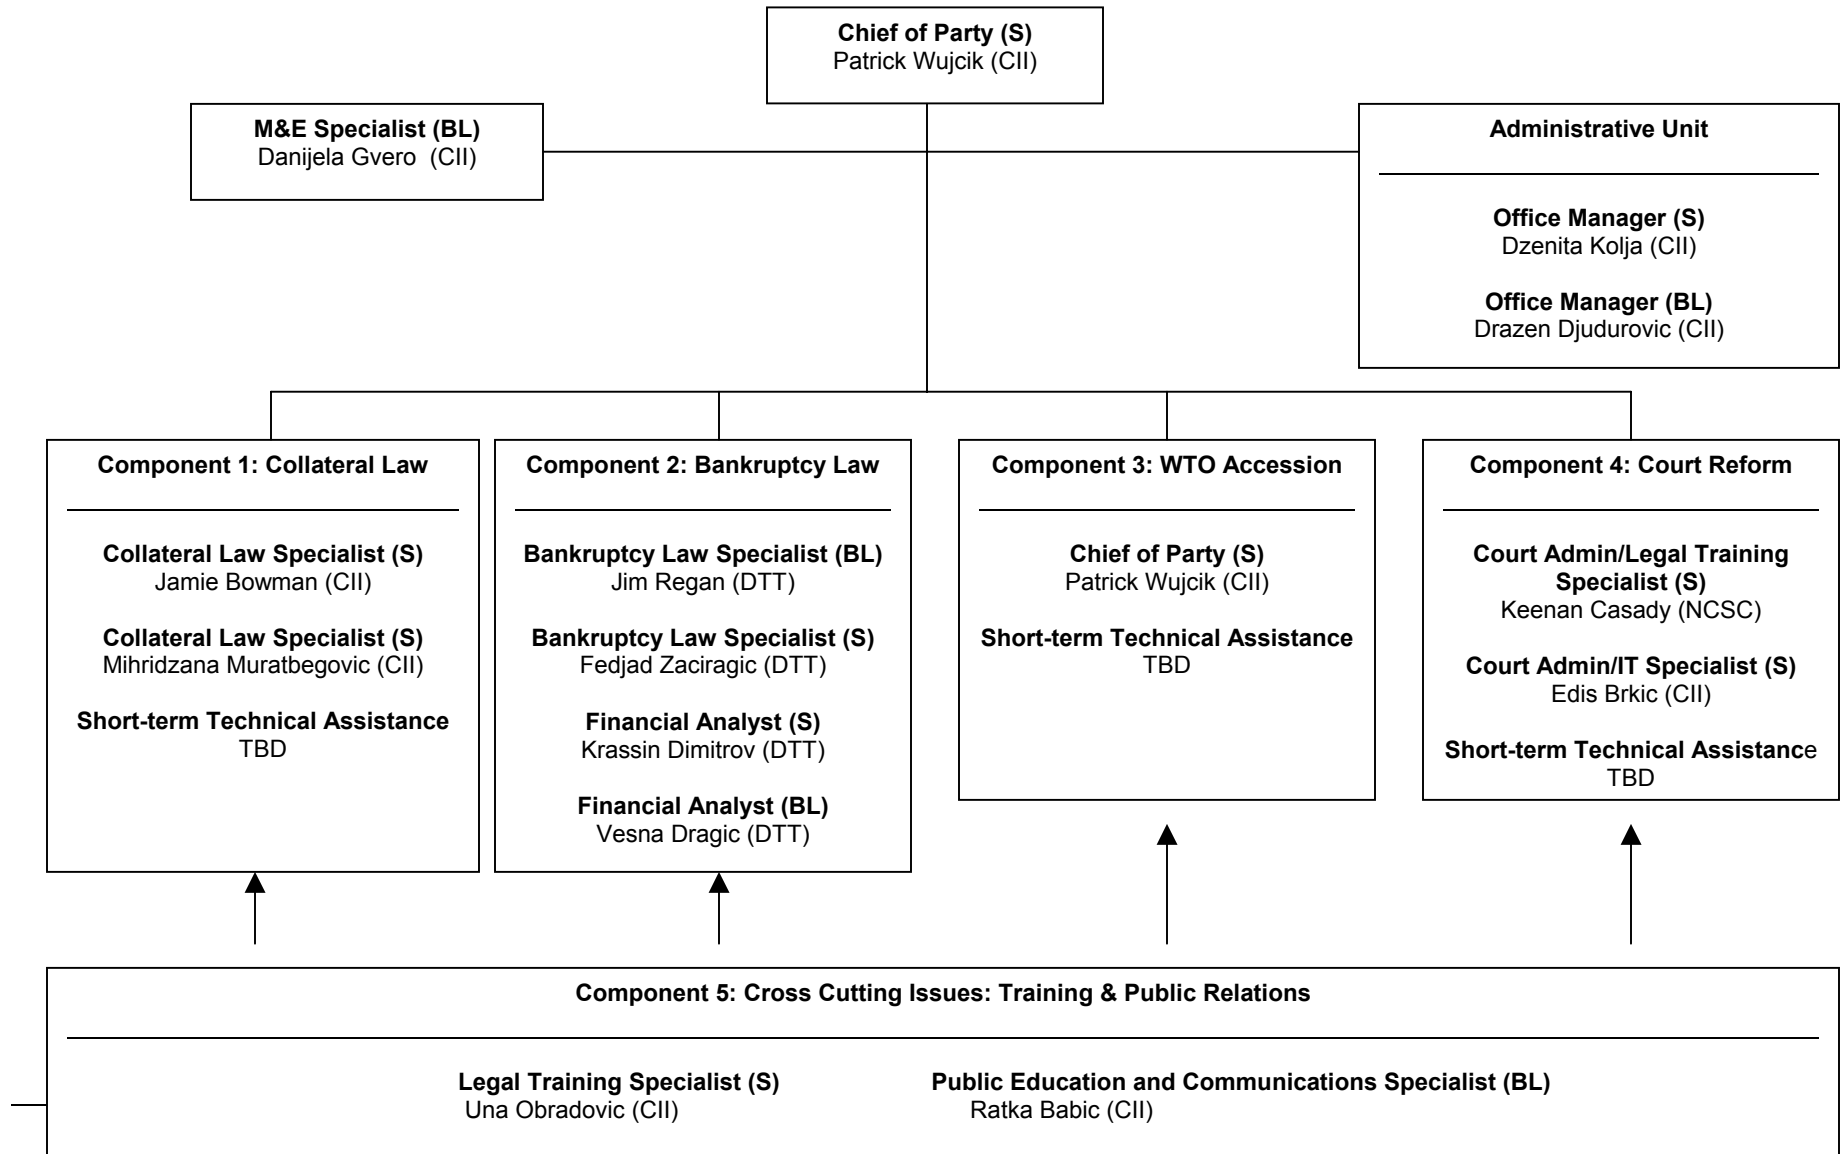 Chief of Party (S)
Patrick Wujcik (CII)
M&E Specialist (BL)
Danijela Gvero (CII)
Administrative Unit
Office Manager (S)
Dzenita Kolja (CII)
Office Manager (BL)
Drazen Djudurovic (CII)
Component 1: Collateral Law
Collateral Law Specialist (S)
Jamie Bowman (CII)
Collateral Law Specialist (S)
Mihridzana Muratbegovic (CII)
Short-term Technical Assistance
TBD
Component 2: Bankruptcy Law
Bankruptcy Law Specialist (BL)
Jim Regan (DTT)
Bankruptcy Law Specialist (S)
Fedjad Zaciragic (DTT)
Financial Analyst (S)
Krassin Dimitrov (DTT)
Financial Analyst (BL)
Vesna Dragic (DTT)
Component 3: WTO Accession
Chief of Party (S)
Patrick Wujcik (CII)
Short-term Technical Assistance
TBD
Component 4: Court Reform
Court Admin/Legal Training
Specialist (S)
Keenan Casady (NCSC)
Court Admin/IT Specialist (S)
Edis Brkic (CII)
Short-term Technical Assistance
TBD
Component 5: Cross Cutting Issues: Training & Public Relations
Legal Training Specialist (S)
Una Obradovic (CII)
Public Education and Communications Specialist (BL)
Ratka Babic (CII)